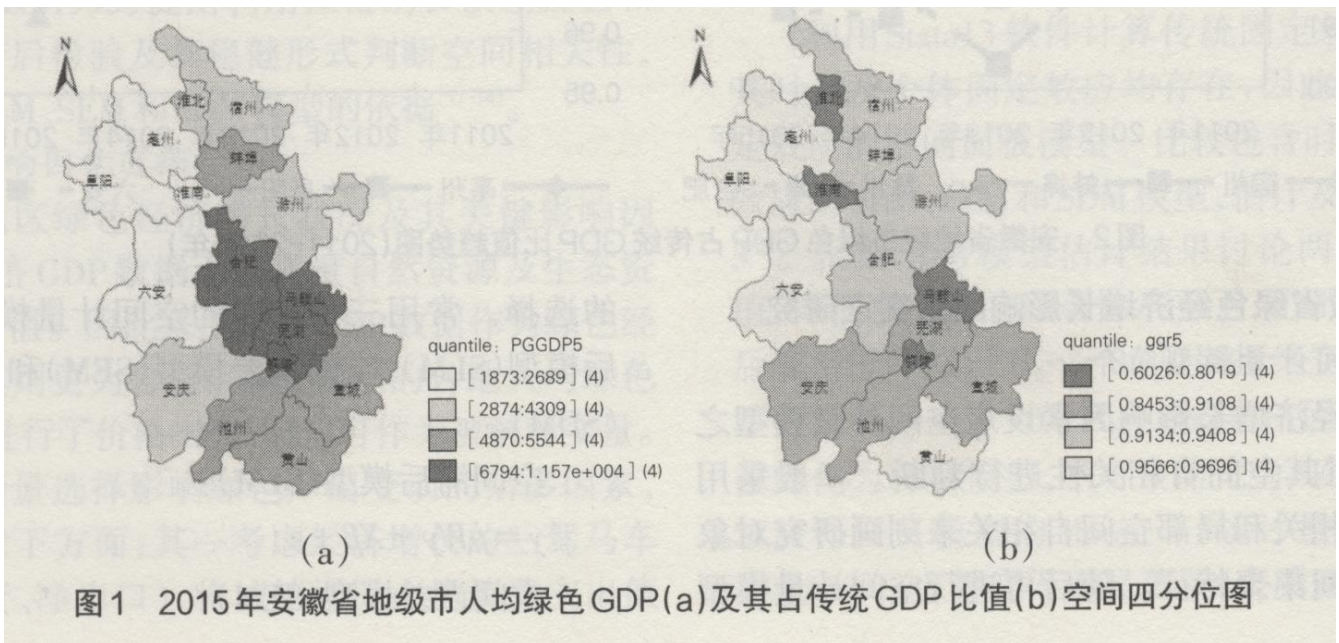 N
淮北
宿州
亳州
蚌埠
阜阳
淮南
滁州
合肥
六安
马鞍山
芜湖
铜陵
安庆
宣城
池州
黄山
quantile: PGGDP5
[1873:2689] (4)
[2874:4309] (4)
[4870:5544] (4)
[6794:1.157e+004] (4)
(a)
N
淮北
宿州
亳州
蚌埠
阜阳
淮南
滁州
合肥
六安
马鞍山
芜湖
铜陵
安庆
宣城
池州
黄山
quantile: ggr5
[0.6026:0.8019] (4)
[0.8453:0.9108] (4)
[0.9134:0.9408] (4)
[0.9566:0.9696] (4)
(b)
图1 2015年安徽省地级市人均绿色GDP(a)及其占传统GDP比值(b)空间四分位图